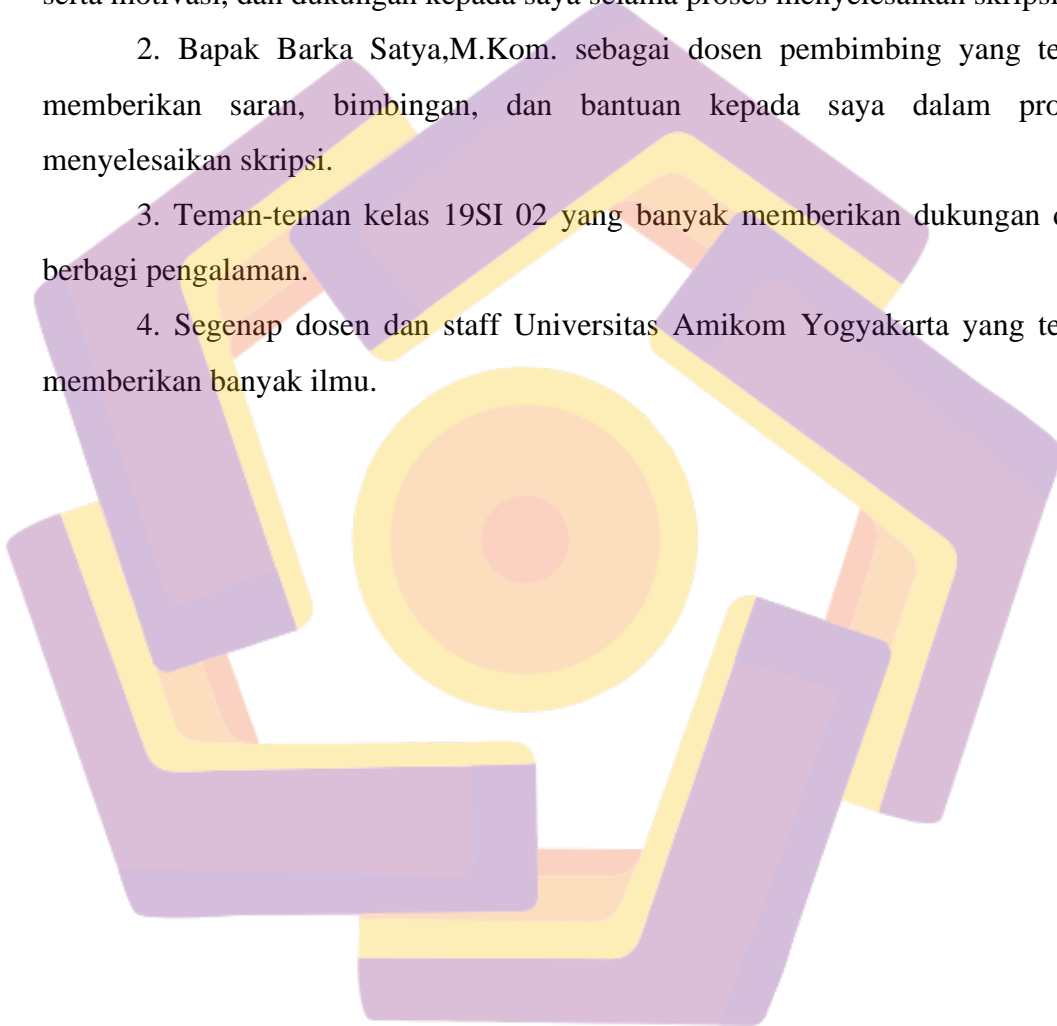 serta motivasi, dan dukungan kepada saya selama proses menyelesaikan skripsi
2. Bapak Barka Satya,M.Kom. sebagai dosen pembimbing yang te
memberikan saran, bimbingan, dan bantuan kepada saya dalam pro
menyelesaikan skripsi.
3. Teman-teman kelas 19SI 02 yang banyak memberikan dukungan
berbagi pengalaman.
4. Segenap dosen dan staff Universitas Amikom Yogyakarta yang te
memberikan banyak ilmu.